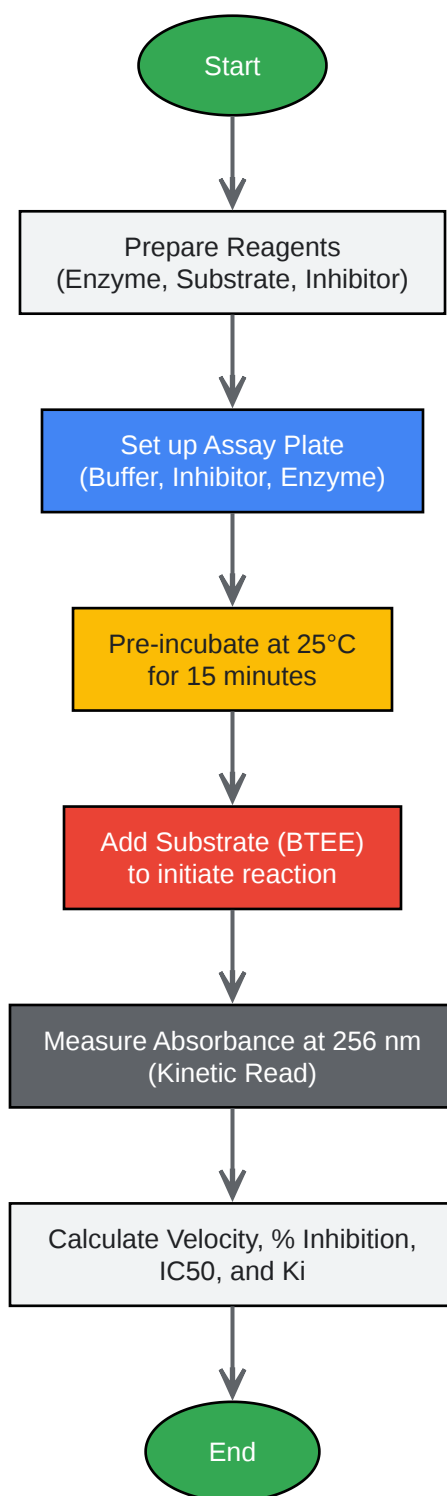 Start
Prepare Reagents
(Enzyme, Substrate, Inhibitor)
Set up Assay Plate
(Buffer, Inhibitor, Enzyme)
Pre-incubate at 25°C
for 15 minutes
Add Substrate (BTEE)
to initiate reaction
Measure Absorbance at 256 nm
(Kinetic Read)
Calculate Velocity, % Inhibition,
IC50, and Ki
End